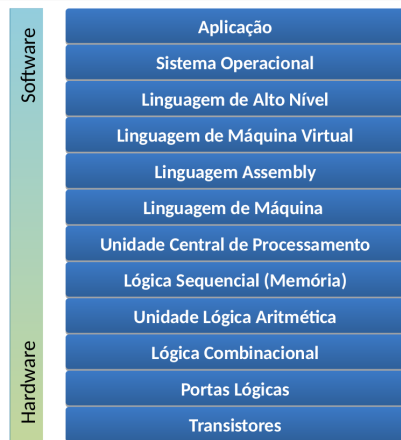 Software
Aplicação
Sistema Operacional
Linguagem de Alto Nível
Linguagem de Máquina Virtual
Linguagem Assembly
Linguagem de Máquina
Unidade Central de Processamento
Lógica Sequencial (Memória)
Unidade Lógica Aritmética
Lógica Combinacional
Portas Lógicas
Transistores
Hardware